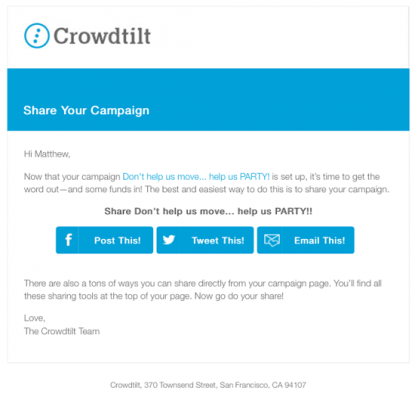 Crowdtilt
Share Your Campaign
Hi Matthew,
Now that your campaign Don't help us move... help us PARTY! is set up, it's time to get the
word out—and some funds in! The best and easiest way to do this is to share your campaign.
Share Don't help us move... help us PARTY!!
Post This! Tweet This! Email This!
There are also a tons of ways you can share directly from your campaign page. You'll find all
these sharing tools at the top of your page. Now go do your share!
Love,
The Crowdtilt Team
Crowdtilt, 370 Townsend Street, San Francisco, CA 94107